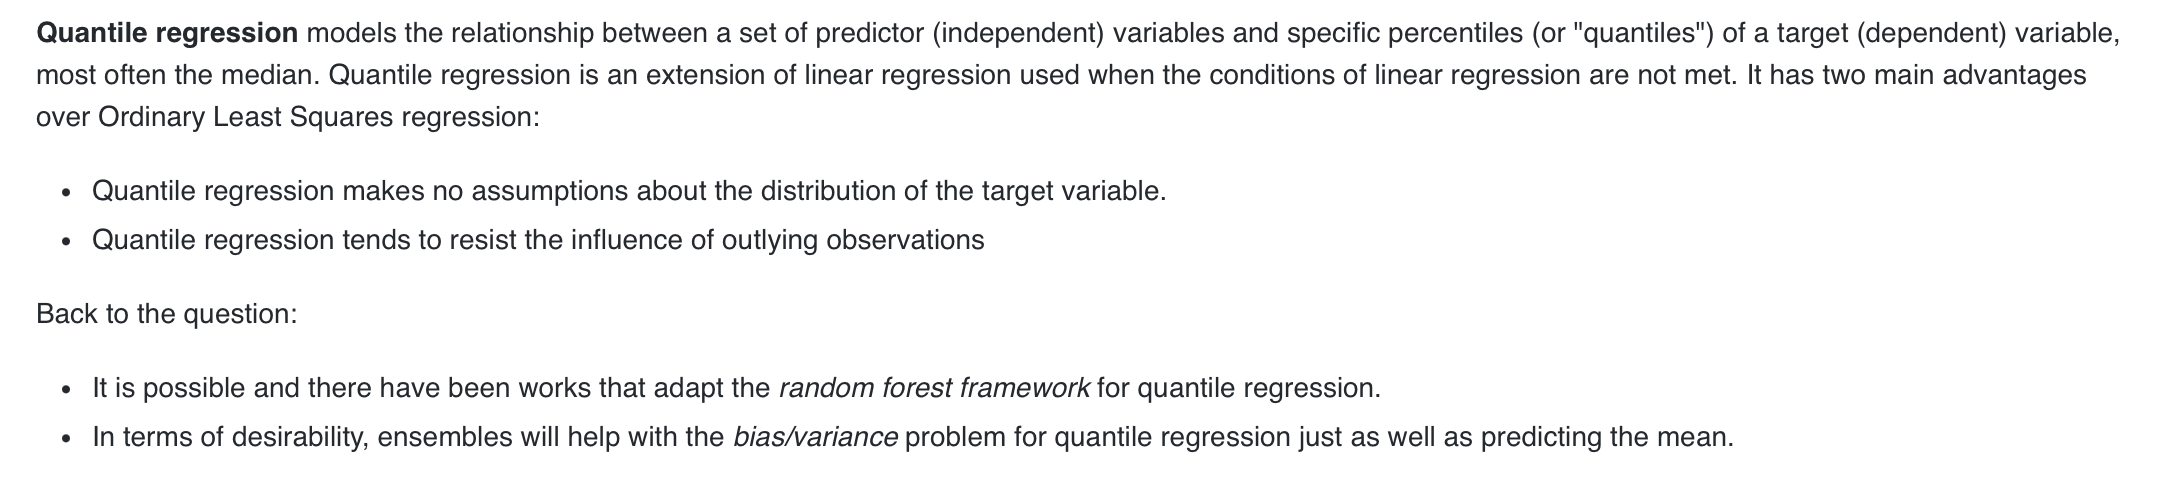 Quantile regression models the relationship between a set of predictor (independent) variables and specific percentiles (or "quantiles") of a target (dependent) variable,
most often the median. Quantile regression is an extension of linear regression used when the conditions of linear regression are not met. It has two main advantages
over Ordinary Least Squares regression:
• Quantile regression makes no assumptions about the distribution of the target variable.
• Quantile regression tends to resist the influence of outlying observations
Back to the question:
• It is possible and there have been works that adapt the random forest framework for quantile regression.
• In terms of desirability, ensembles will help with the bias/variance problem for quantile regression just as well as predicting the mean.